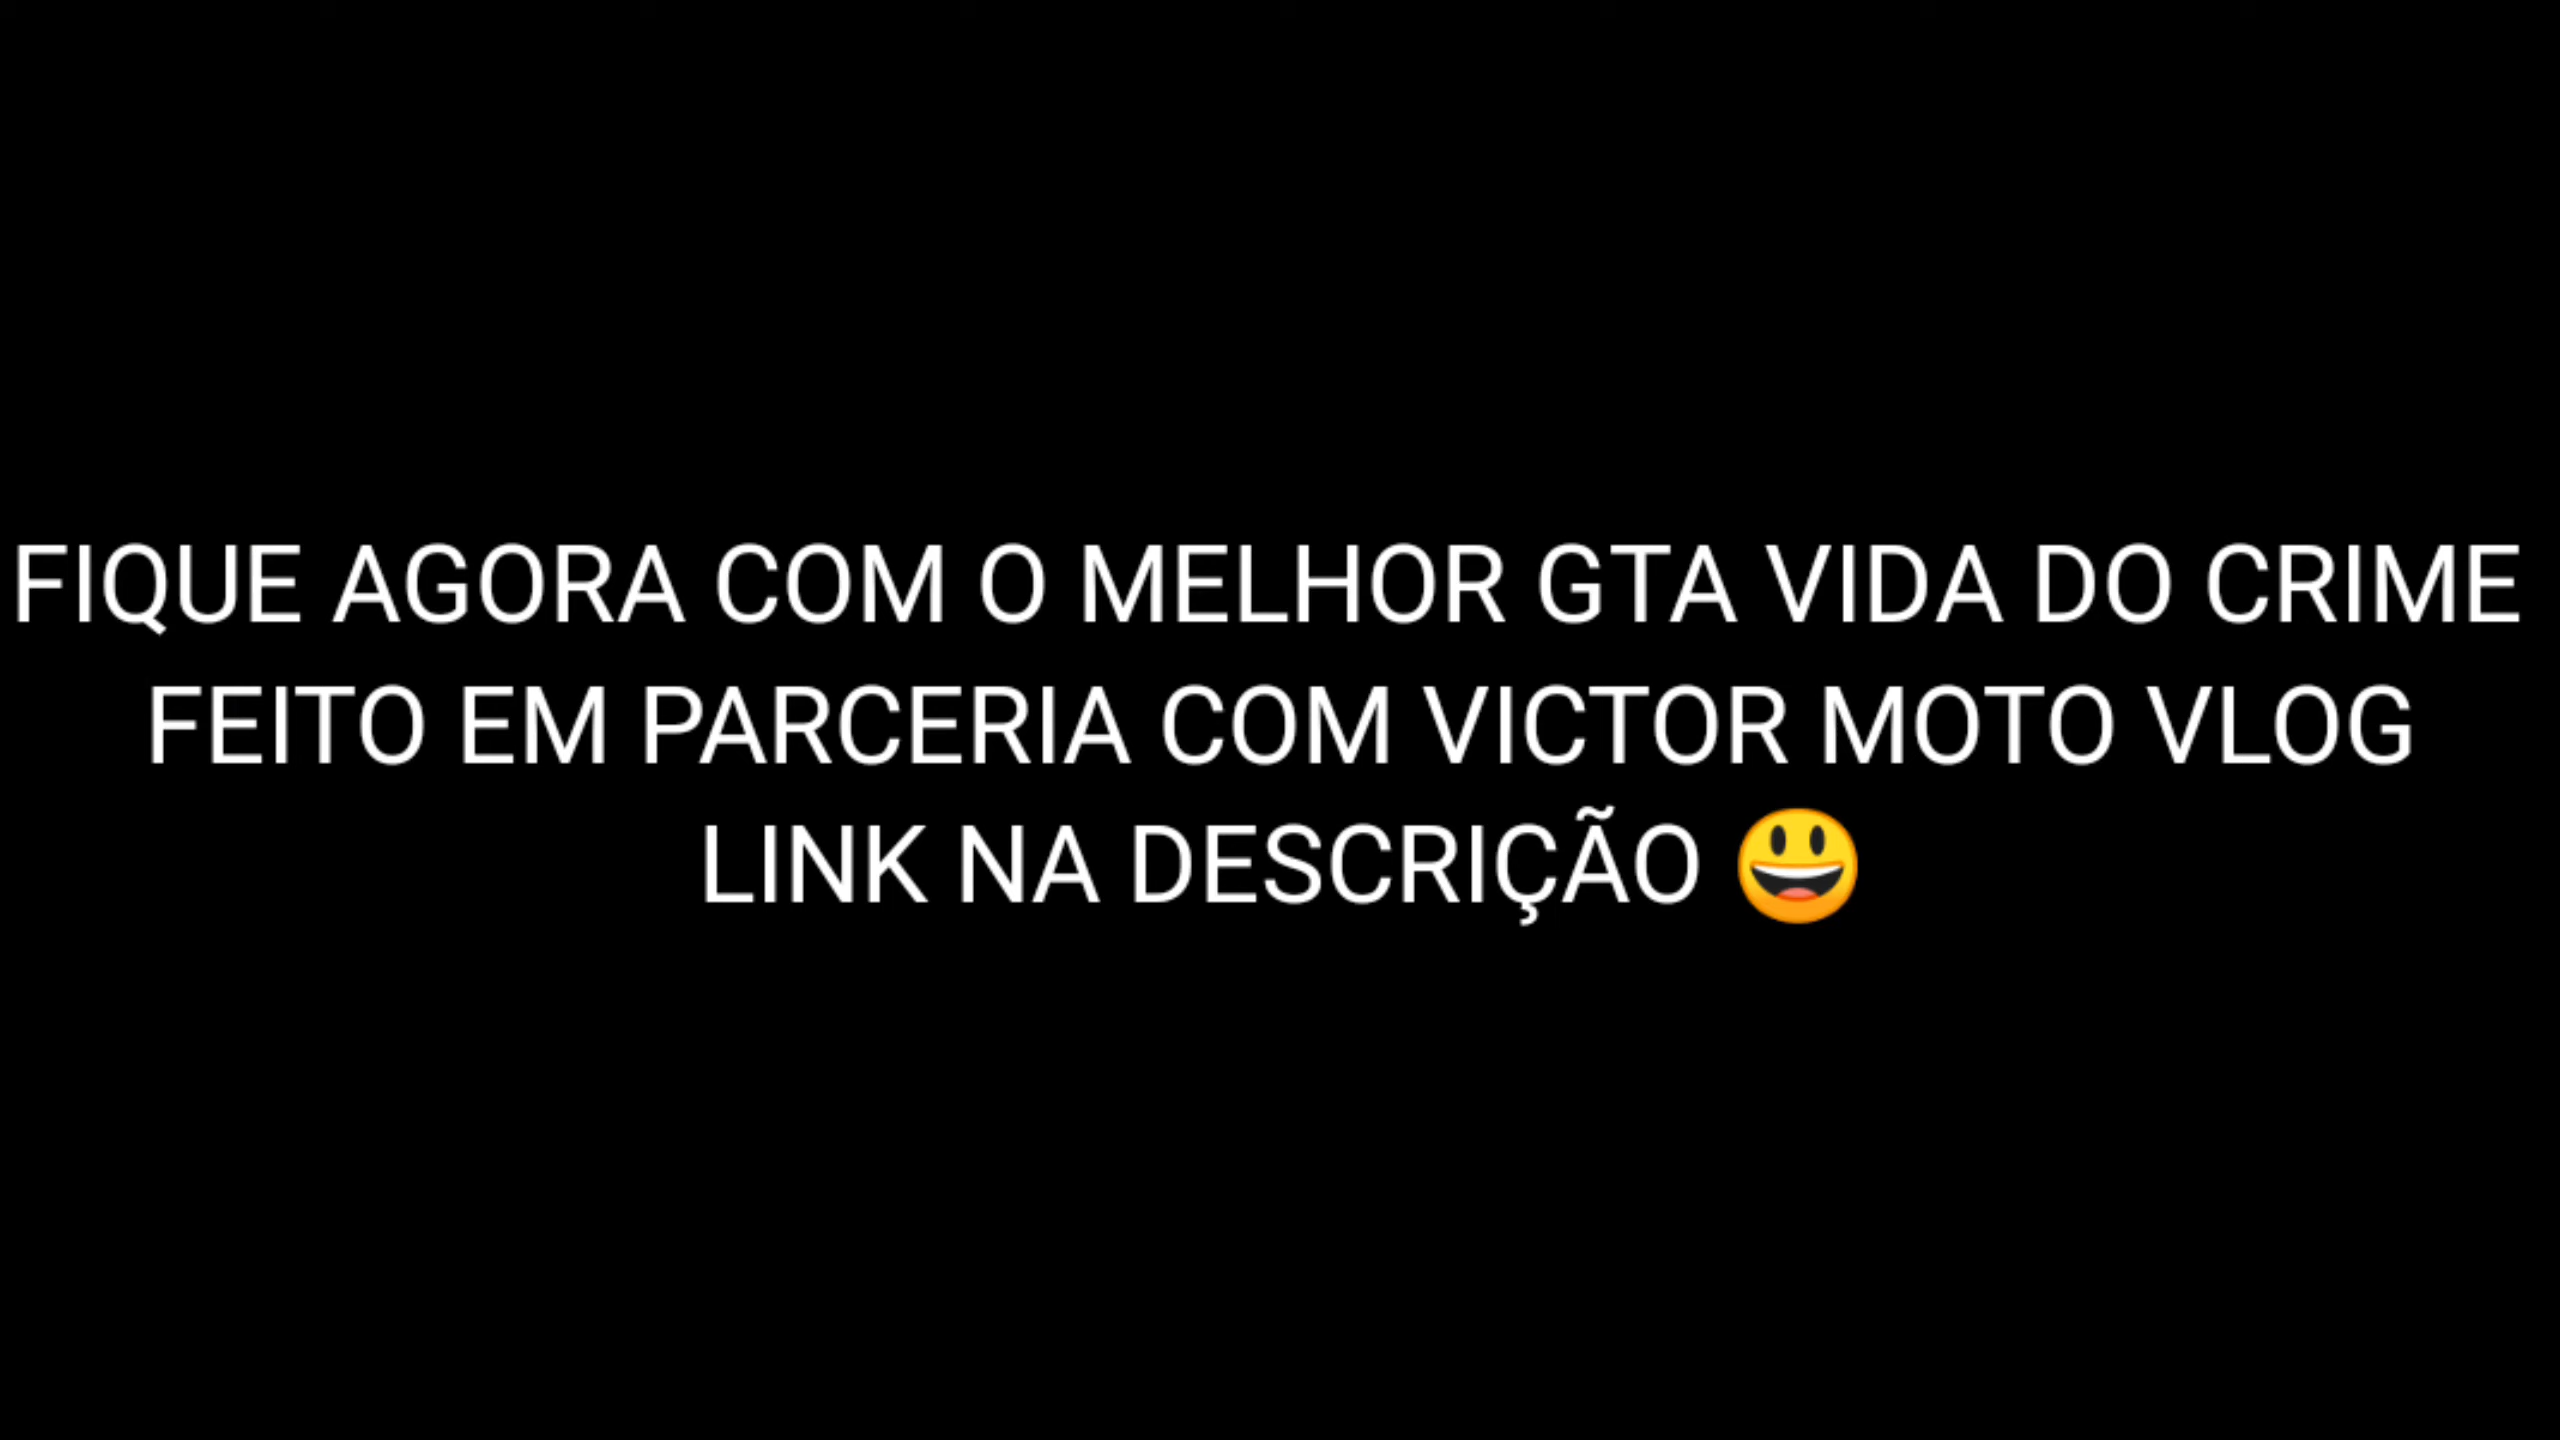 FIQUE AGORA COM O MELHOR GTA VIDA DO CRIME
FEITO EM PARCERIA COM VICTOR MOTO VLOG
LINK NA DESCRIÇÃO 😃